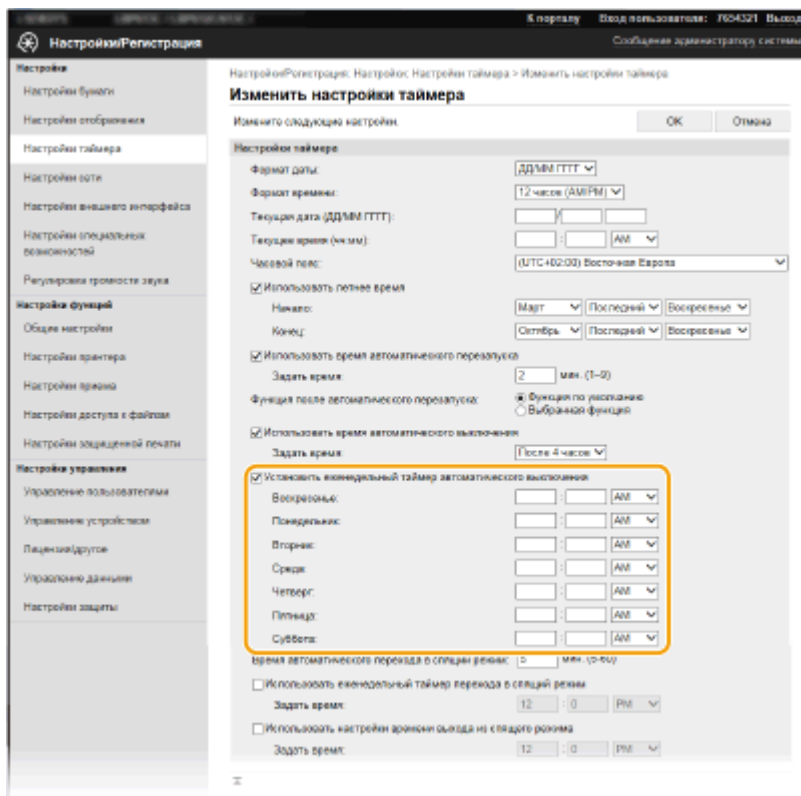 К порталу Вход пользователя: 7654321 Выход
Настройки/Регистрация
Сообщение администратору системы
Настройки
Настройки бумаги
Настройки отображения
Настройки таймера
Настройки сети
Настройки внешнего интерфейса
Настройки специальных
возможностей
Регулировка громкости звука
Настройки функций
Общие настройки
Настройки принтера
Настройки приема
Настройки доступа к файлам
Настройки защищенной печати
Настройки управления
Управление пользователями
Управление устройством
Лицензия/другое
Управление данными
Настройки защиты
Настройки/Регистрация: Настройки: Настройки таймера > Изменить настройки таймера
Изменить настройки таймера
Измените следующие настройки.
OK Отмена
Настройки таймера
Формат даты: ДД/ММ ГГГГ
Формат времени: 12 часов (AM/PM)
Текущая дата (ДД/ММ ГГГГ): /
Текущее время (чч:мм): : AM
Часовой пояс: (UTC+02:00) Восточная Европа
Использовать летнее время
Начало: Март Последний Воскресенье
Конец: Октябрь Последний Воскресенье
Использовать время автоматического перезапуска
Задать время: 2 мин. (1–9)
Функция после автоматического перезапуска: Функция по умолчанию
Выбранная функция
Использовать время автоматического выключения
Задать время: После 4 часов
Установить еженедельный таймер автоматического выключения
Воскресенье: : AM
Понедельник: : AM
Вторник: : AM
Среда: : AM
Четверг: : AM
Пятница: : AM
Суббота: : AM
Время автоматического перехода в спящий режим: 5 мин. (5-60)
Использовать еженедельный таймер перехода в спящий режим
Задать время: 12 : 0 PM
Использовать настройки времени выхода из спящего режима
Задать время: 12 : 0 PM